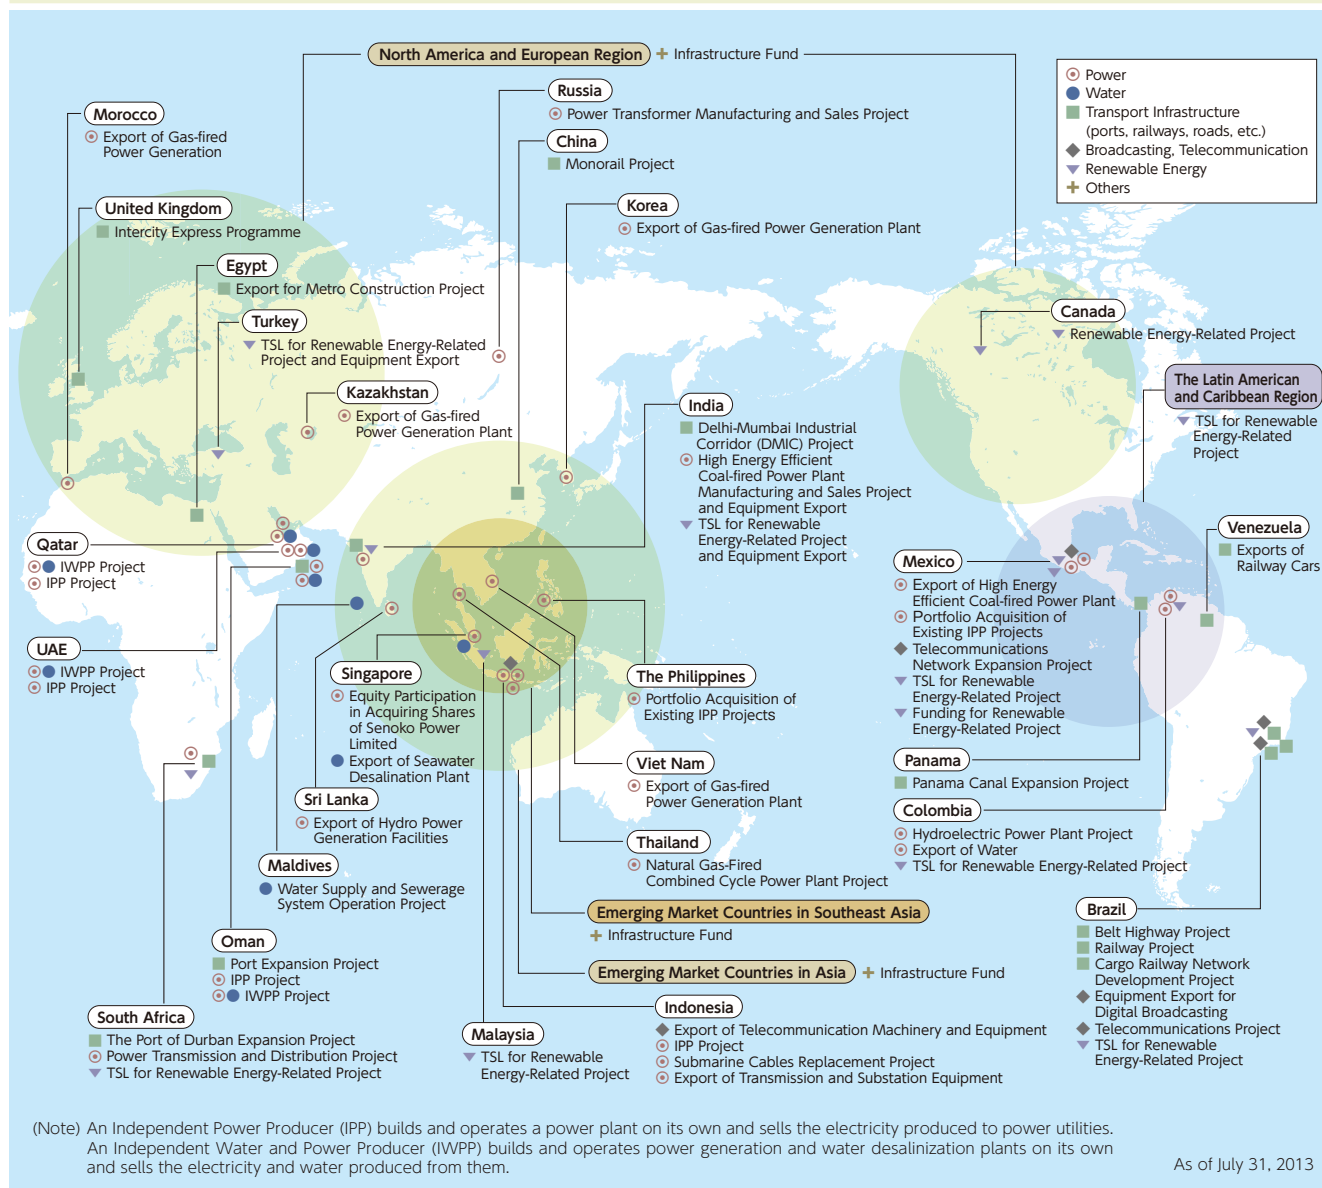 North America and European Region
Infrastructure Fund
Power
Water
Transport Infrastructure
(ports, railways, roads, etc.)
Broadcasting, Telecommunication
Renewable Energy
Others
Russia
Power Transformer Manufacturing and Sales Project
Morocco
Export of Gas-fired
Power Generation
China
Monorail Project
United Kingdom
Intercity Express Programme
Korea
Export of Gas-fired Power Generation Plant
Egypt
Export for Metro Construction Project
Turkey
TSL for Renewable Energy-Related
Project and Equipment Export
Canada
Renewable Energy-Related Project
Kazakhstan
Export of Gas-fired
Power Generation Plant
The Latin American
and Caribbean Region
TSL for Renewable
Energy-Related
Project
India
Delhi-Mumbai Industrial
Corridor (DMIC) Project
High Energy Efficient
Coal-fired Power Plant
Manufacturing and Sales Project
and Equipment Export
TSL for Renewable
Energy-Related Project
and Equipment Export
Venezuela
Exports of
Railway Cars
Qatar
IWPP Project
IPP Project
Mexico
Export of High Energy
Efficient Coal-fired Power Plant
Portfolio Acquisition of
Existing IPP Projects
Telecommunications
Network Expansion Project
TSL for Renewable
Energy-Related Project
Funding for Renewable
Energy-Related Project
UAE
IWPP Project
IPP Project
Singapore
Equity Participation
in Acquiring Shares
of Senoko Power
Limited
Export of Seawater
Desalination Plant
The Philippines
Portfolio Acquisition of
Existing IPP Projects
Viet Nam
Export of Gas-fired
Power Generation Plant
Panama
Panama Canal Expansion Project
Sri Lanka
Export of Hydro Power
Generation Facilities
Colombia
Hydroelectric Power Plant Project
Export of Water
TSL for Renewable Energy-Related Project
Thailand
Natural Gas-Fired
Combined Cycle Power Plant Project
Maldives
Water Supply and Sewerage
System Operation Project
Emerging Market Countries in Southeast Asia
Infrastructure Fund
Brazil
Belt Highway Project
Railway Project
Cargo Railway Network
Development Project
Equipment Export for
Digital Broadcasting
Telecommunications Project
TSL for Renewable
Energy-Related Project
Oman
Port Expansion Project
IPP Project
IWPP Project
Emerging Market Countries in Asia
Infrastructure Fund
South Africa
The Port of Durban Expansion Project
Power Transmission and Distribution Project
TSL for Renewable Energy-Related Project
Malaysia
TSL for Renewable
Energy-Related Project
Indonesia
Export of Telecommunication Machinery and Equipment
IPP Project
Submarine Cables Replacement Project
Export of Transmission and Substation Equipment
(Note) An Independent Power Producer (IPP) builds and operates a power plant on its own and sells the electricity produced to power utilities.
An Independent Water and Power Producer (IWPP) builds and operates power generation and water desalinization plants on its own
and sells the electricity and water produced from them.
As of July 31, 2013